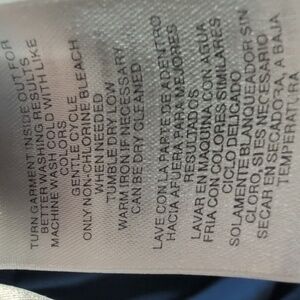 TURN GARMENT INSIDE OUT FOR
BETTER WASHING RESULTS
MACHINE WASH COLD WITH LIKE
COLORS
GENTLE CYCLE
ONLY NON-CHLORINE BLEACH
WHEN NEEDED
TUMBLE DRY LOW
WARM IRON IF NECESSARY
CAN BE DRY CLEANED
LAVE CON LA PARTE DE ADENTRO
HACIA AFUERA PARA MEJORES
RESULTADOS
LAVAR EN MAQUINA CON AGUA
FRIA CON COLORES SIMILARES
CICLO DELICADO
SOLAMENTE BLANQUEADOR SIN
CLORO, SI ES NECESARIO
SECAR EN SECADORA, A BAJA
TEMPERATURA